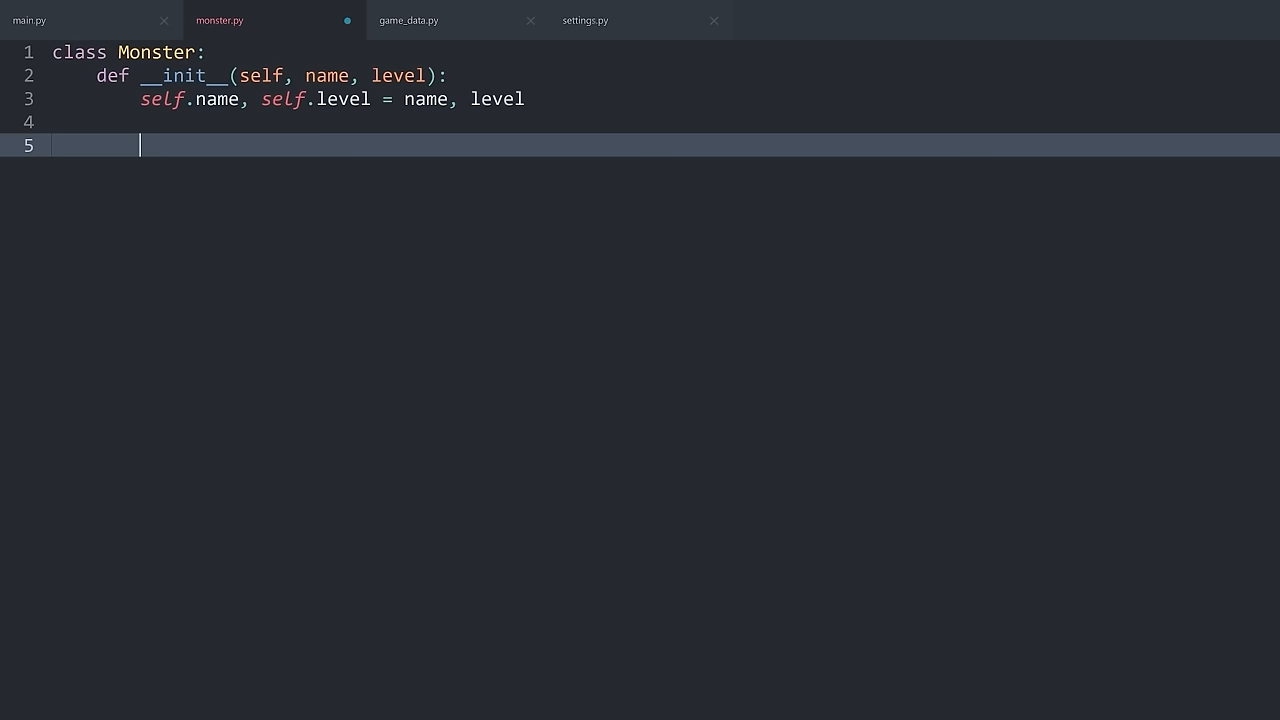 main.py monster.py game_data.py settings.py
1 class Monster:
2     def __init__(self, name, level):
3         self.name, self.level = name, level
4
5